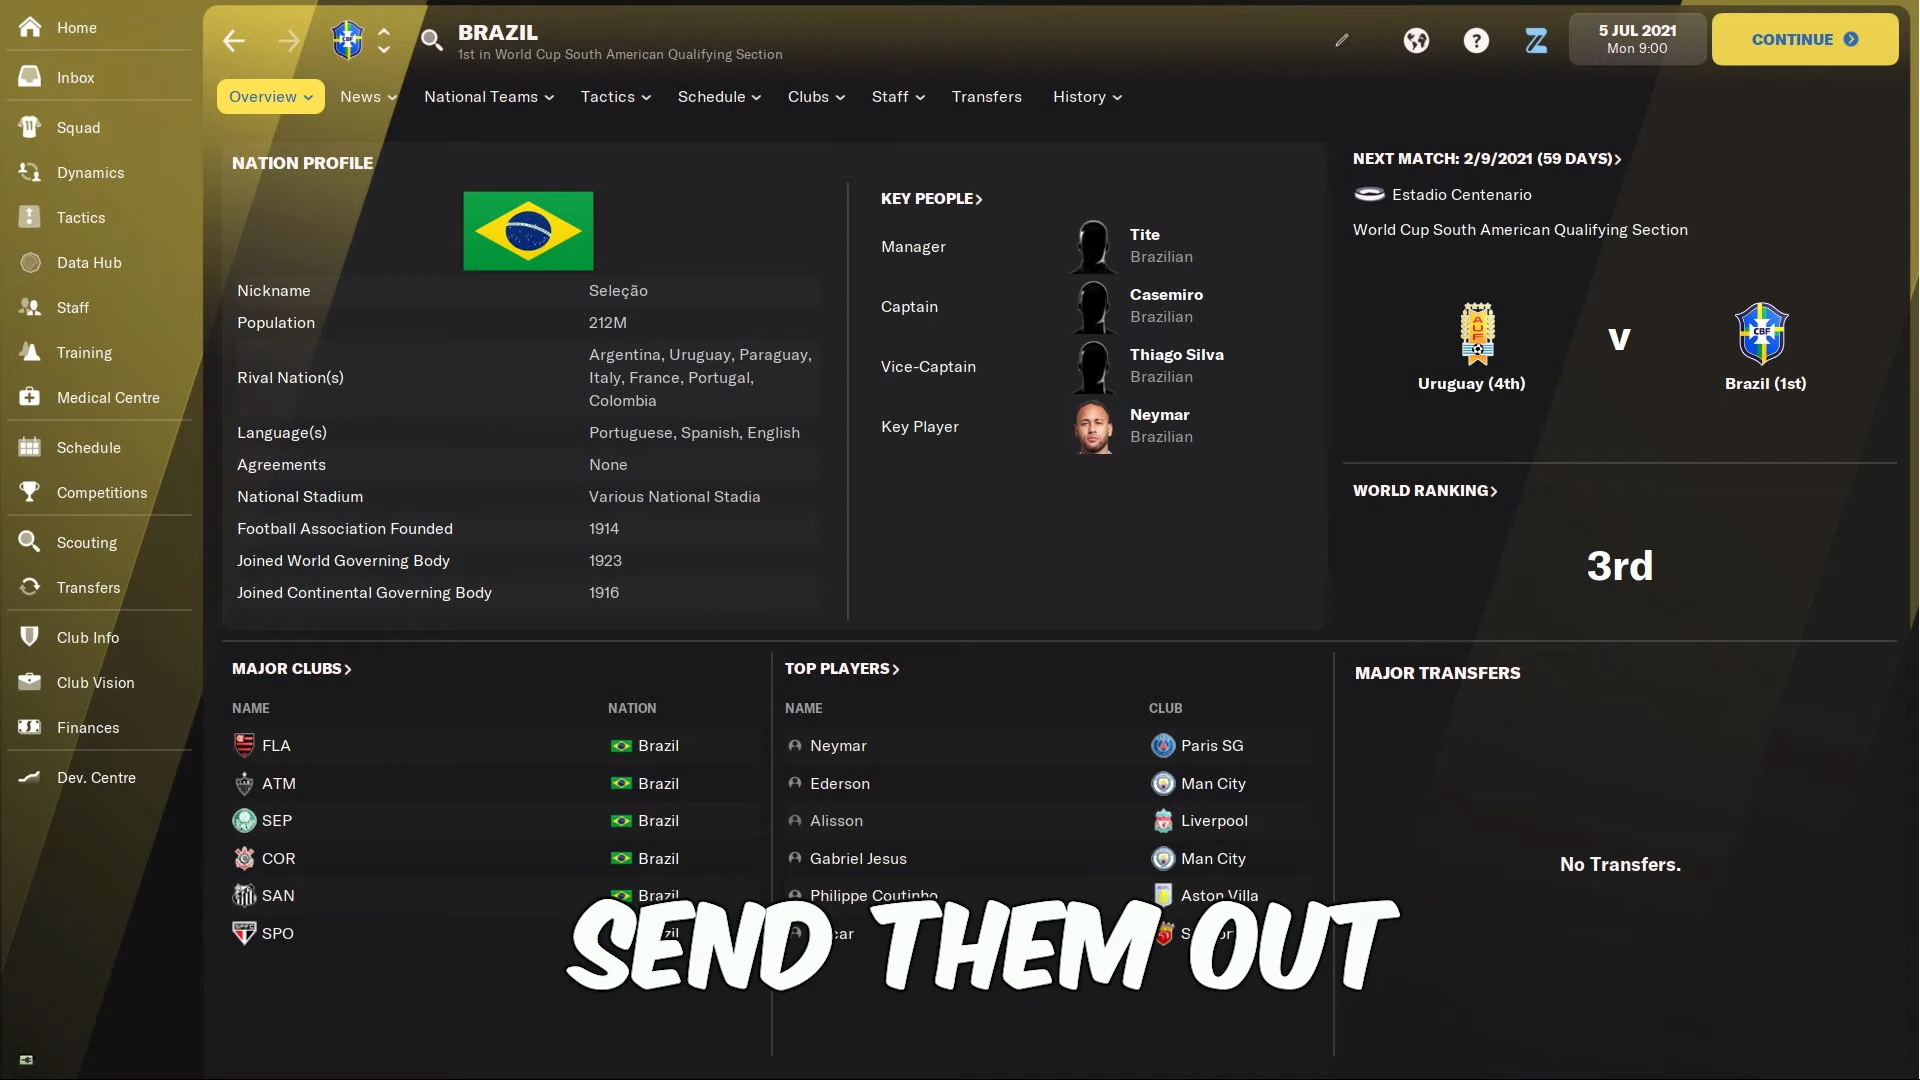 Home
Inbox
Squad
Dynamics
Tactics
Data Hub
Staff
Training
Medical Centre
Schedule
Competitions
Scouting
Transfers
Club Info
Club Vision
Finances
Dev. Centre
BRAZIL
1st in World Cup South American Qualifying Section
5 JUL 2021
Mon 9:00
CONTINUE
Overview News National Teams Tactics Schedule Clubs Staff Transfers History
NATION PROFILE
Nickname Seleção
Population 212M
Rival Nation(s) Argentina, Uruguay, Paraguay,
Italy, France, Portugal,
Colombia
Language(s) Portuguese, Spanish, English
Agreements None
National Stadium Various National Stadia
Football Association Founded 1914
Joined World Governing Body 1923
Joined Continental Governing Body 1916
KEY PEOPLE
Manager Tite
Brazilian
Captain Casemiro
Brazilian
Vice-Captain Thiago Silva
Brazilian
Key Player Neymar
Brazilian
NEXT MATCH: 2/9/2021 (59 DAYS)
Estadio Centenario
World Cup South American Qualifying Section
AUF
V
CBF
Uruguay (4th) Brazil (1st)
WORLD RANKING
3rd
MAJOR CLUBS
NAME NATION
FLA Brazil
ATM Brazil
SEP Brazil
COR Brazil
SAN Brazil
SPO
TOP PLAYERS
NAME CLUB
Neymar Paris SG
Ederson Man City
Alisson Liverpool
Gabriel Jesus Man City
Philippe Coutinho Aston Villa
MAJOR TRANSFERS
No Transfers.
SEND THEM OUT